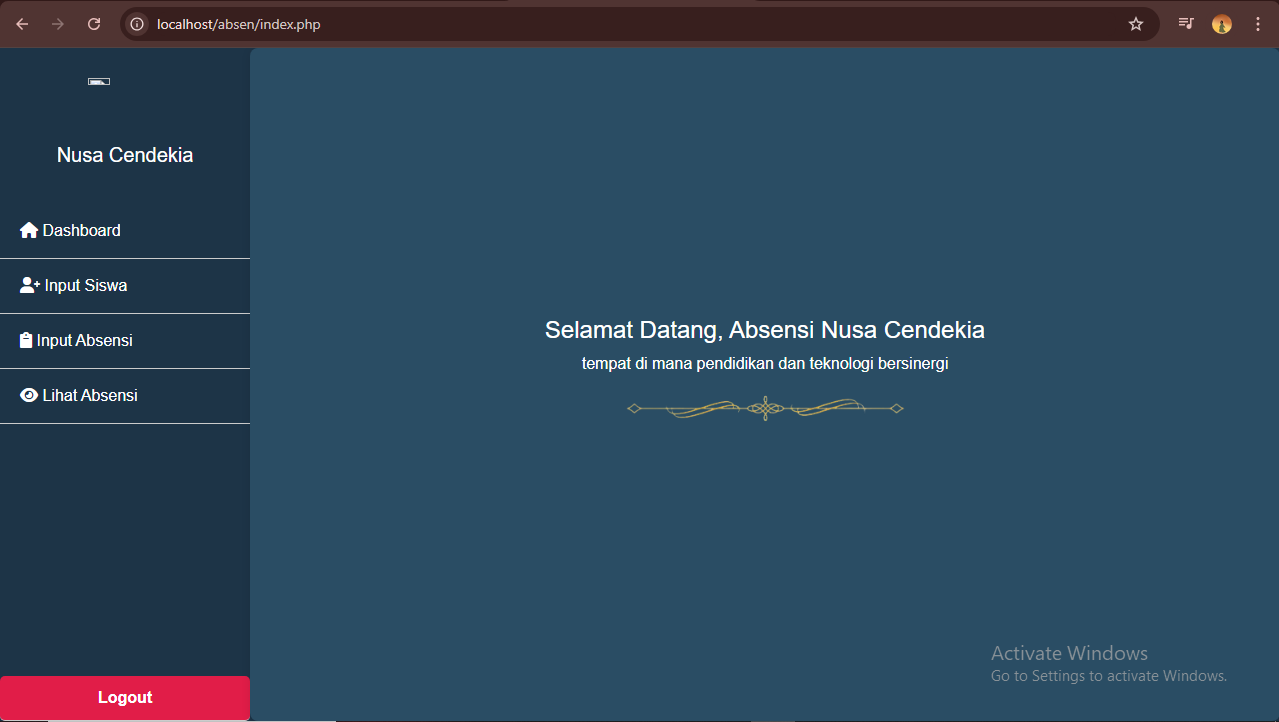 localhost/absen/index.php
Nusa Cendekia
Dashboard
Input Siswa
Input Absensi
Lihat Absensi
Logout
Selamat Datang, Absensi Nusa Cendekia
tempat di mana pendidikan dan teknologi bersinergi
Activate Windows
Go to Settings to activate Windows.